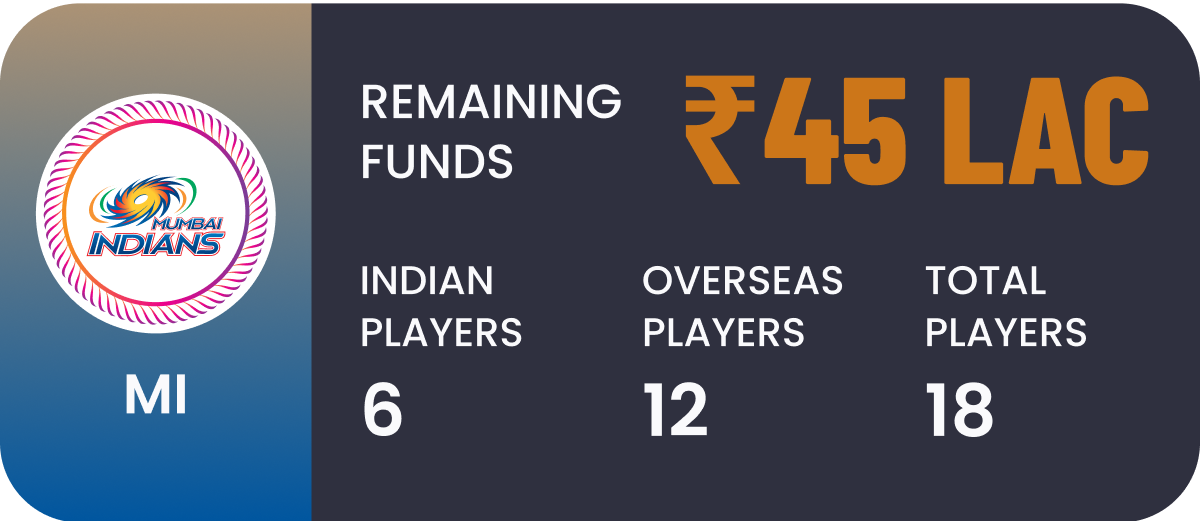 MUMBAI
INDIANS
MI
REMAINING
FUNDS
₹45 LAC
INDIAN
PLAYERS
6
OVERSEAS
PLAYERS
12
TOTAL
PLAYERS
18